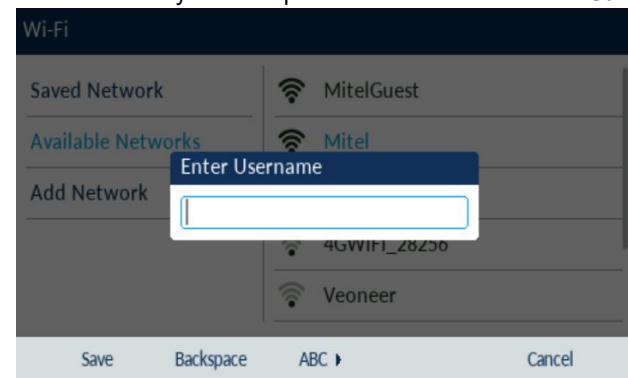 Wi-Fi
Saved Network
Available Networks
Add Network
MitelGuest
Mitel
4GWIFI_28256
Veoneer
Enter Username
Save Backspace ABC Cancel